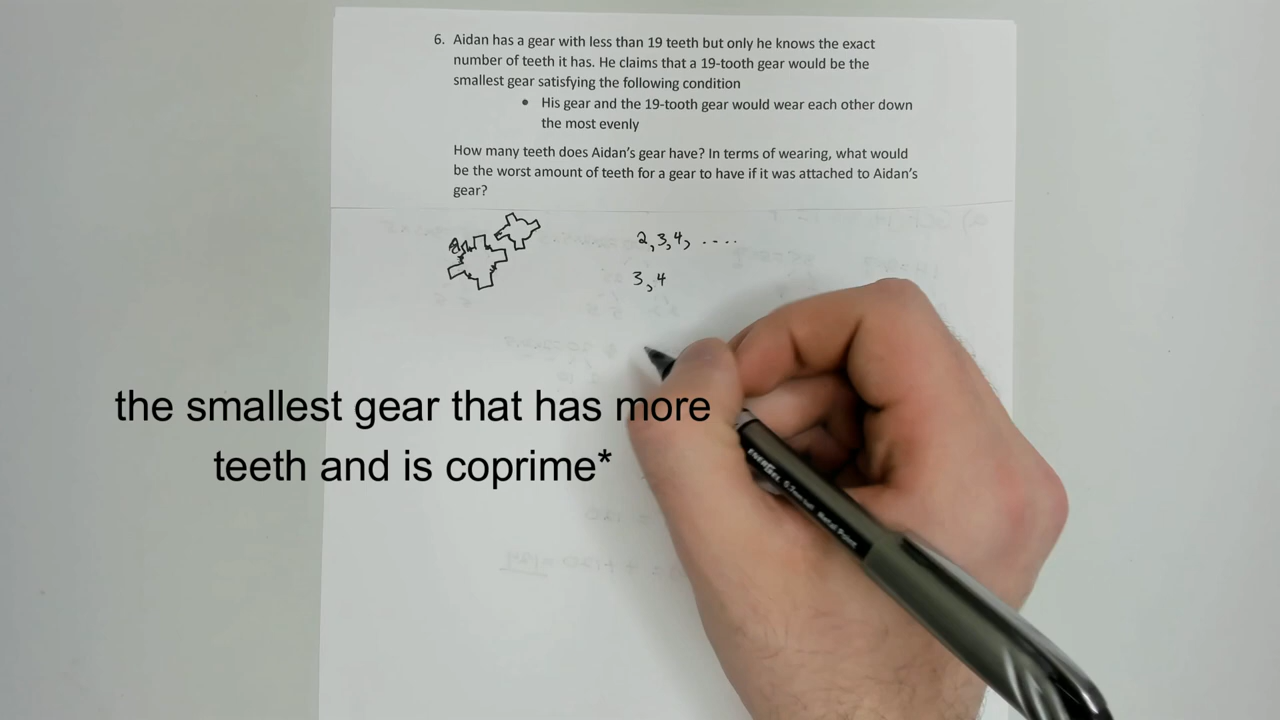 6. Aidan has a gear with less than 19 teeth but only he knows the exact
number of teeth it has. He claims that a 19-tooth gear would be the
smallest gear satisfying the following condition
• His gear and the 19-tooth gear would wear each other down
the most evenly
How many teeth does Aidan's gear have? In terms of wearing, what would
be the worst amount of teeth for a gear to have if it was attached to Aidan's
gear?
2,3,4, ....
3,4
the smallest gear that has more
teeth and is coprime*
ENERGEL 0.7mm Metal Point